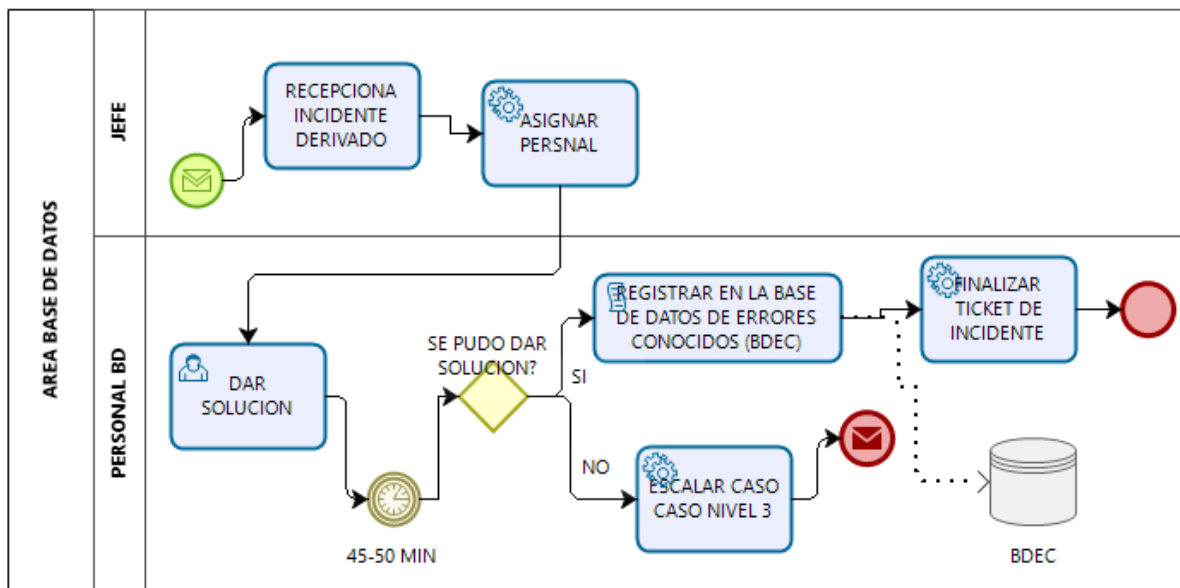 AREA BASE DE DATOS
JEFE
RECEPCIONA
INCIDENTE
DERIVADO
ASIGNAR
PERSNAL
PERSONAL BD
DAR
SOLUCION
45-50 MIN
SE PUDO DAR
SOLUCION?
SI
NO
REGISTRAR EN LA BASE
DE DATOS DE ERRORES
CONOCIDOS (BDEC)
FINALIZAR
TICKET DE
INCIDENTE
ESCALAR CASO
CASO NIVEL 3
BDEC